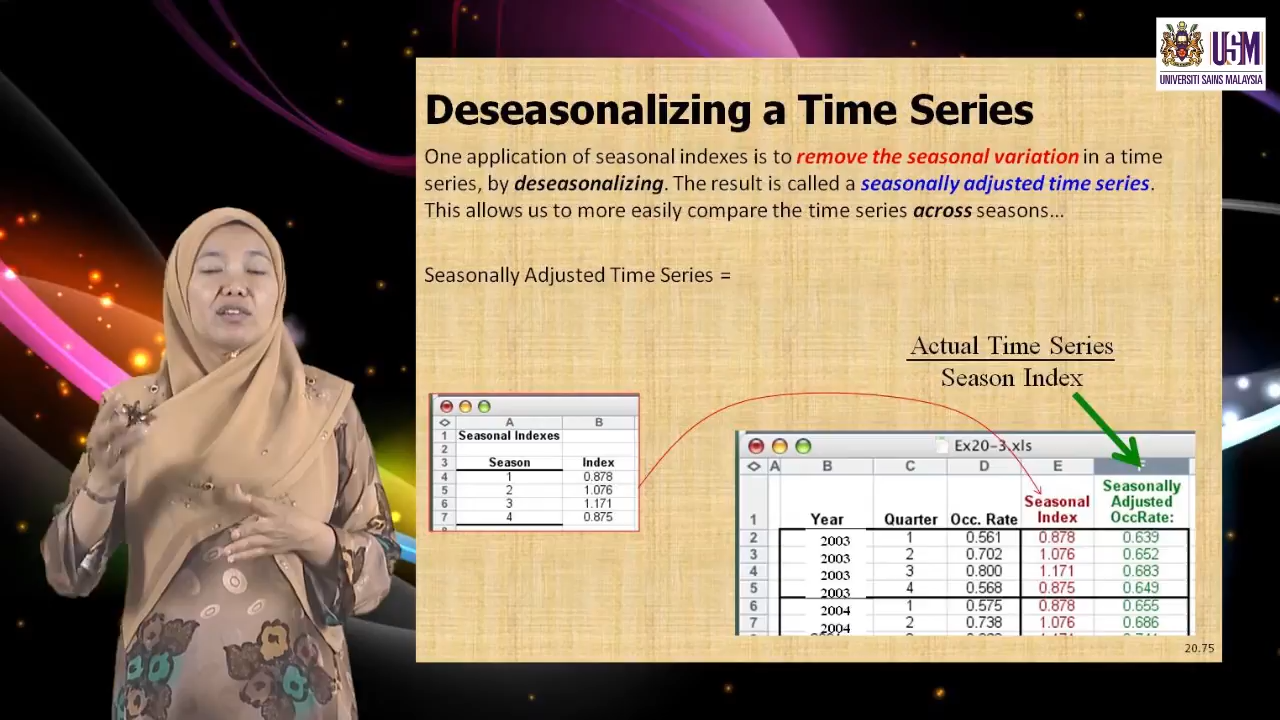 USM
UNIVERSITI SAINS MALAYSIA
Deseasonalizing a Time Series
One application of seasonal indexes is to remove the seasonal variation in a time
series, by deseasonalizing. The result is called a seasonally adjusted time series.
This allows us to more easily compare the time series across seasons…
Seasonally Adjusted Time Series =
Actual Time Series
Season Index
A B
1 Seasonal Indexes
2
3 Season Index
4 1 0.878
5 2 1.076
6 3 1.171
7 4 0.875
Ex20-3.xls
A B C D E
1 Year Quarter Occ. Rate Seasonal Index Seasonally Adjusted OccRate:
2 2003 1 0.561 0.878 0.639
3 2003 2 0.702 1.076 0.652
4 2003 3 0.800 1.171 0.683
5 2003 4 0.568 0.875 0.649
6 2004 1 0.575 0.878 0.655
7 2004 2 0.738 1.076 0.686
20.75